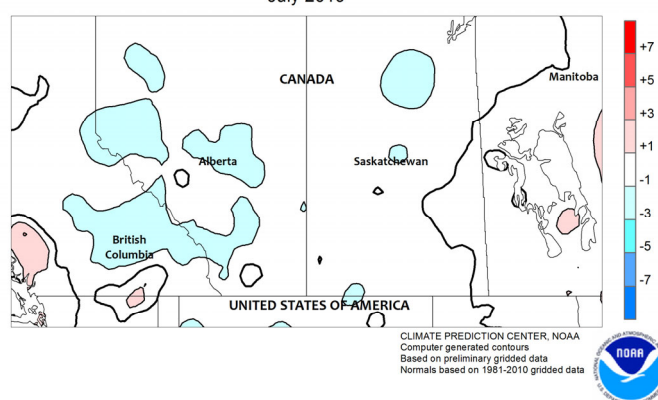 CANADA
Manitoba
+7
+5
+3
+1
-1
-3
-5
-7
Alberta
Saskatchewan
British
Columbia
UNITED STATES OF AMERICA
CLIMATE PREDICTION CENTER, NOAA
Computer generated contours
Based on preliminary gridded data
Normals based on 1981-2010 gridded data
NOAA